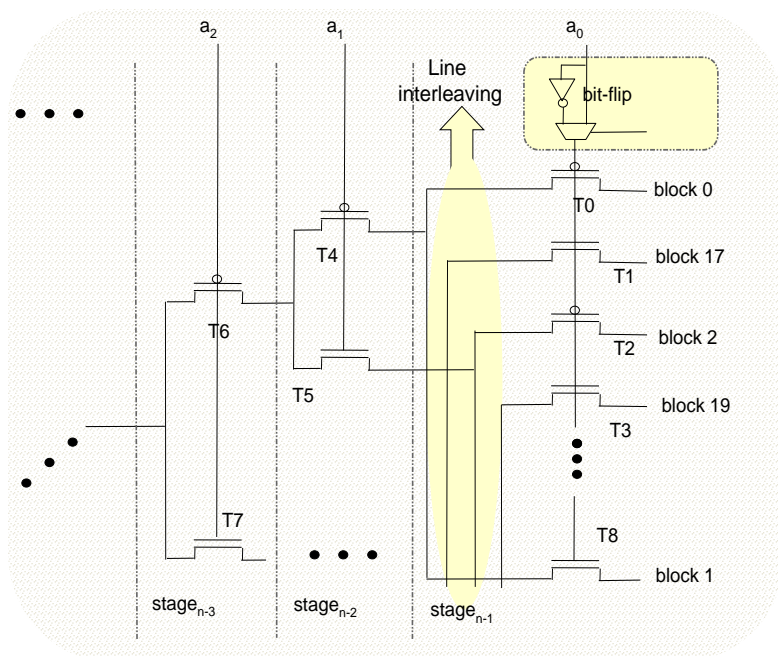 a2
a1
a0
Line
interleaving
bit-flip
block 0
T0
T4
block 17
T1
T6
block 2
T2
T5
block 19
T3
T7
T8
block 1
stagen-3
stagen-2
stagen-1